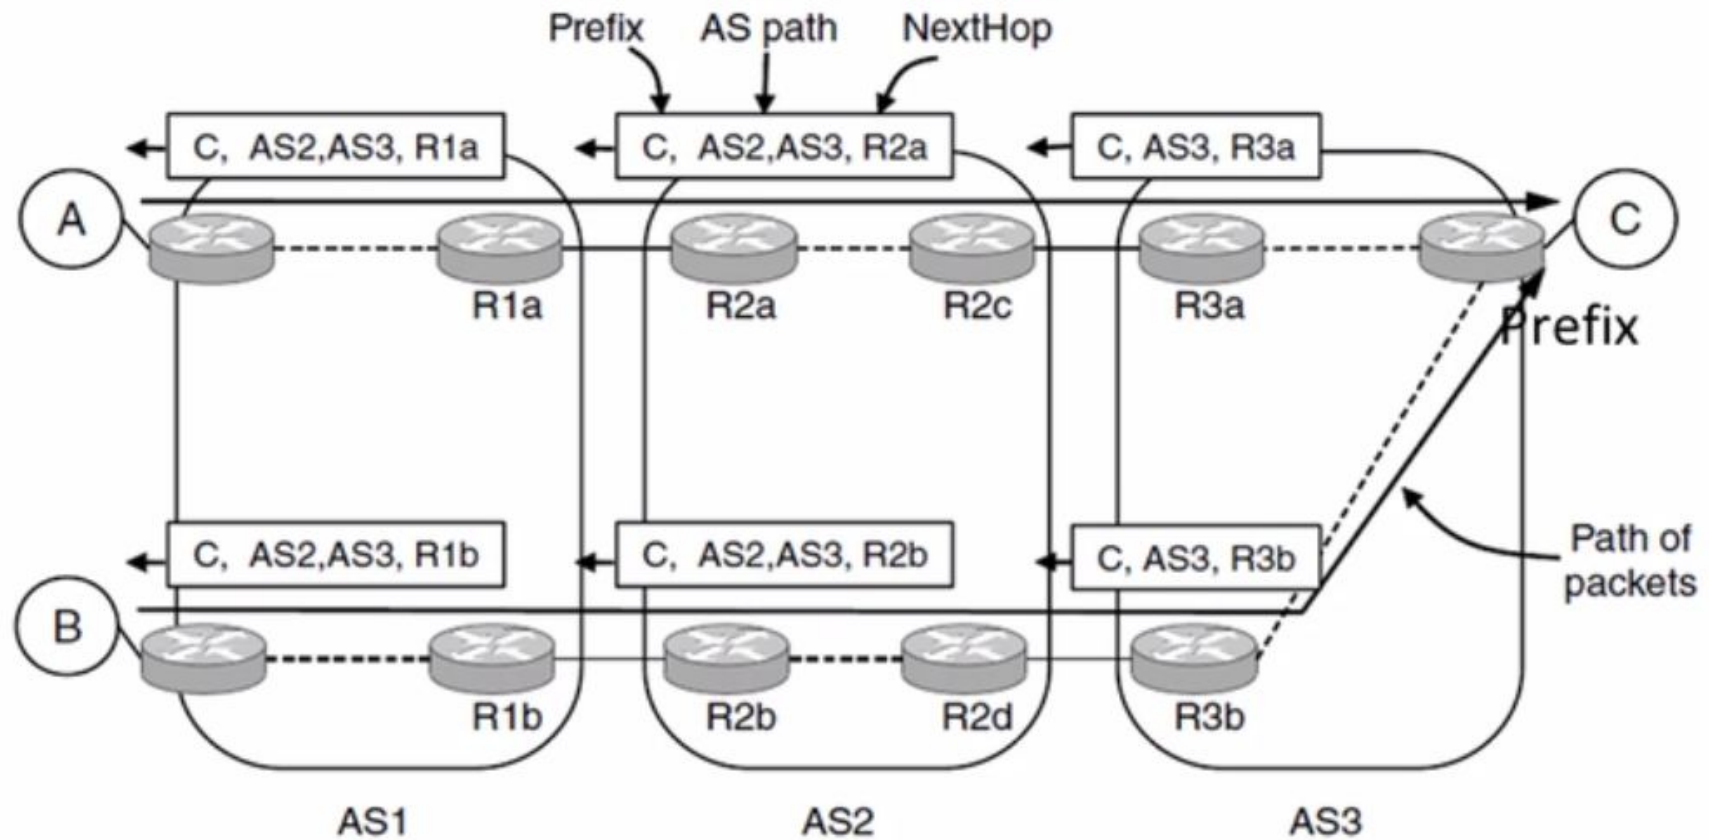 Prefix AS path NextHop
C, AS2,AS3, R1a
C, AS2,AS3, R2a
C, AS3, R3a
A
C
R1a
R2a
R2c
R3a
Prefix
C, AS2,AS3, R1b
C, AS2,AS3, R2b
C, AS3, R3b
Path of
packets
B
R1b
R2b
R2d
R3b
AS1
AS2
AS3